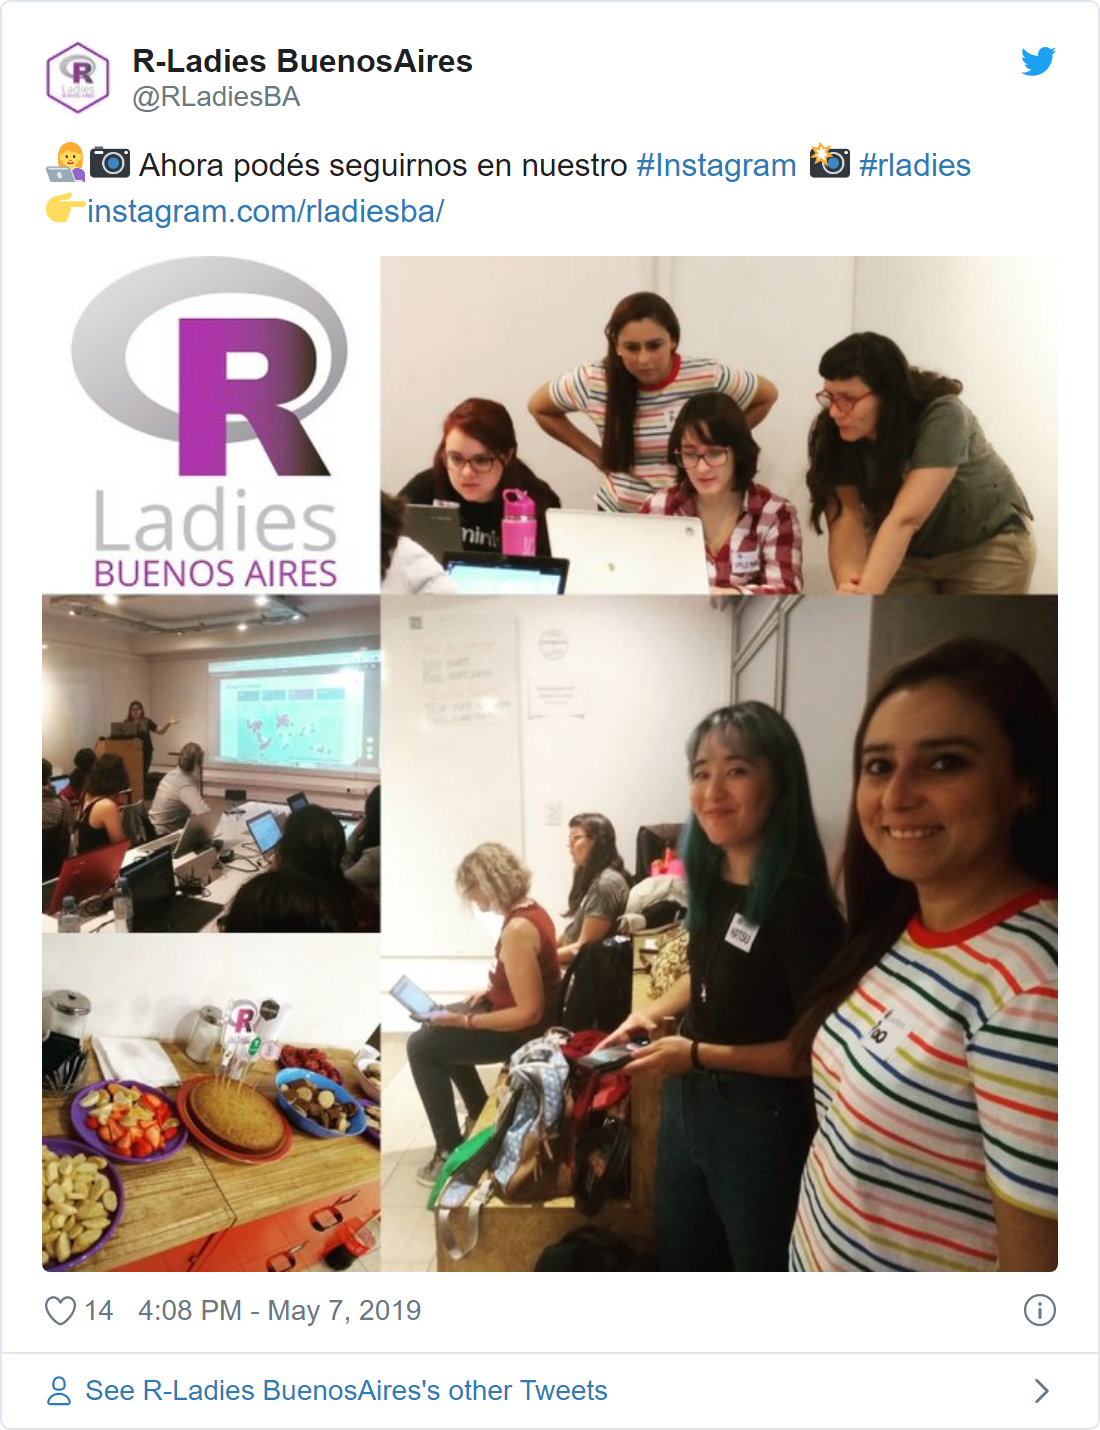 R-Ladies BuenosAires
@RLadiesBA
Ahora podés seguirnos en nuestro #Instagram #rladies
instagram.com/rladiesba/
R
Ladies
BUENOS AIRES
14 4:08 PM - May 7, 2019
See R-Ladies BuenosAires's other Tweets